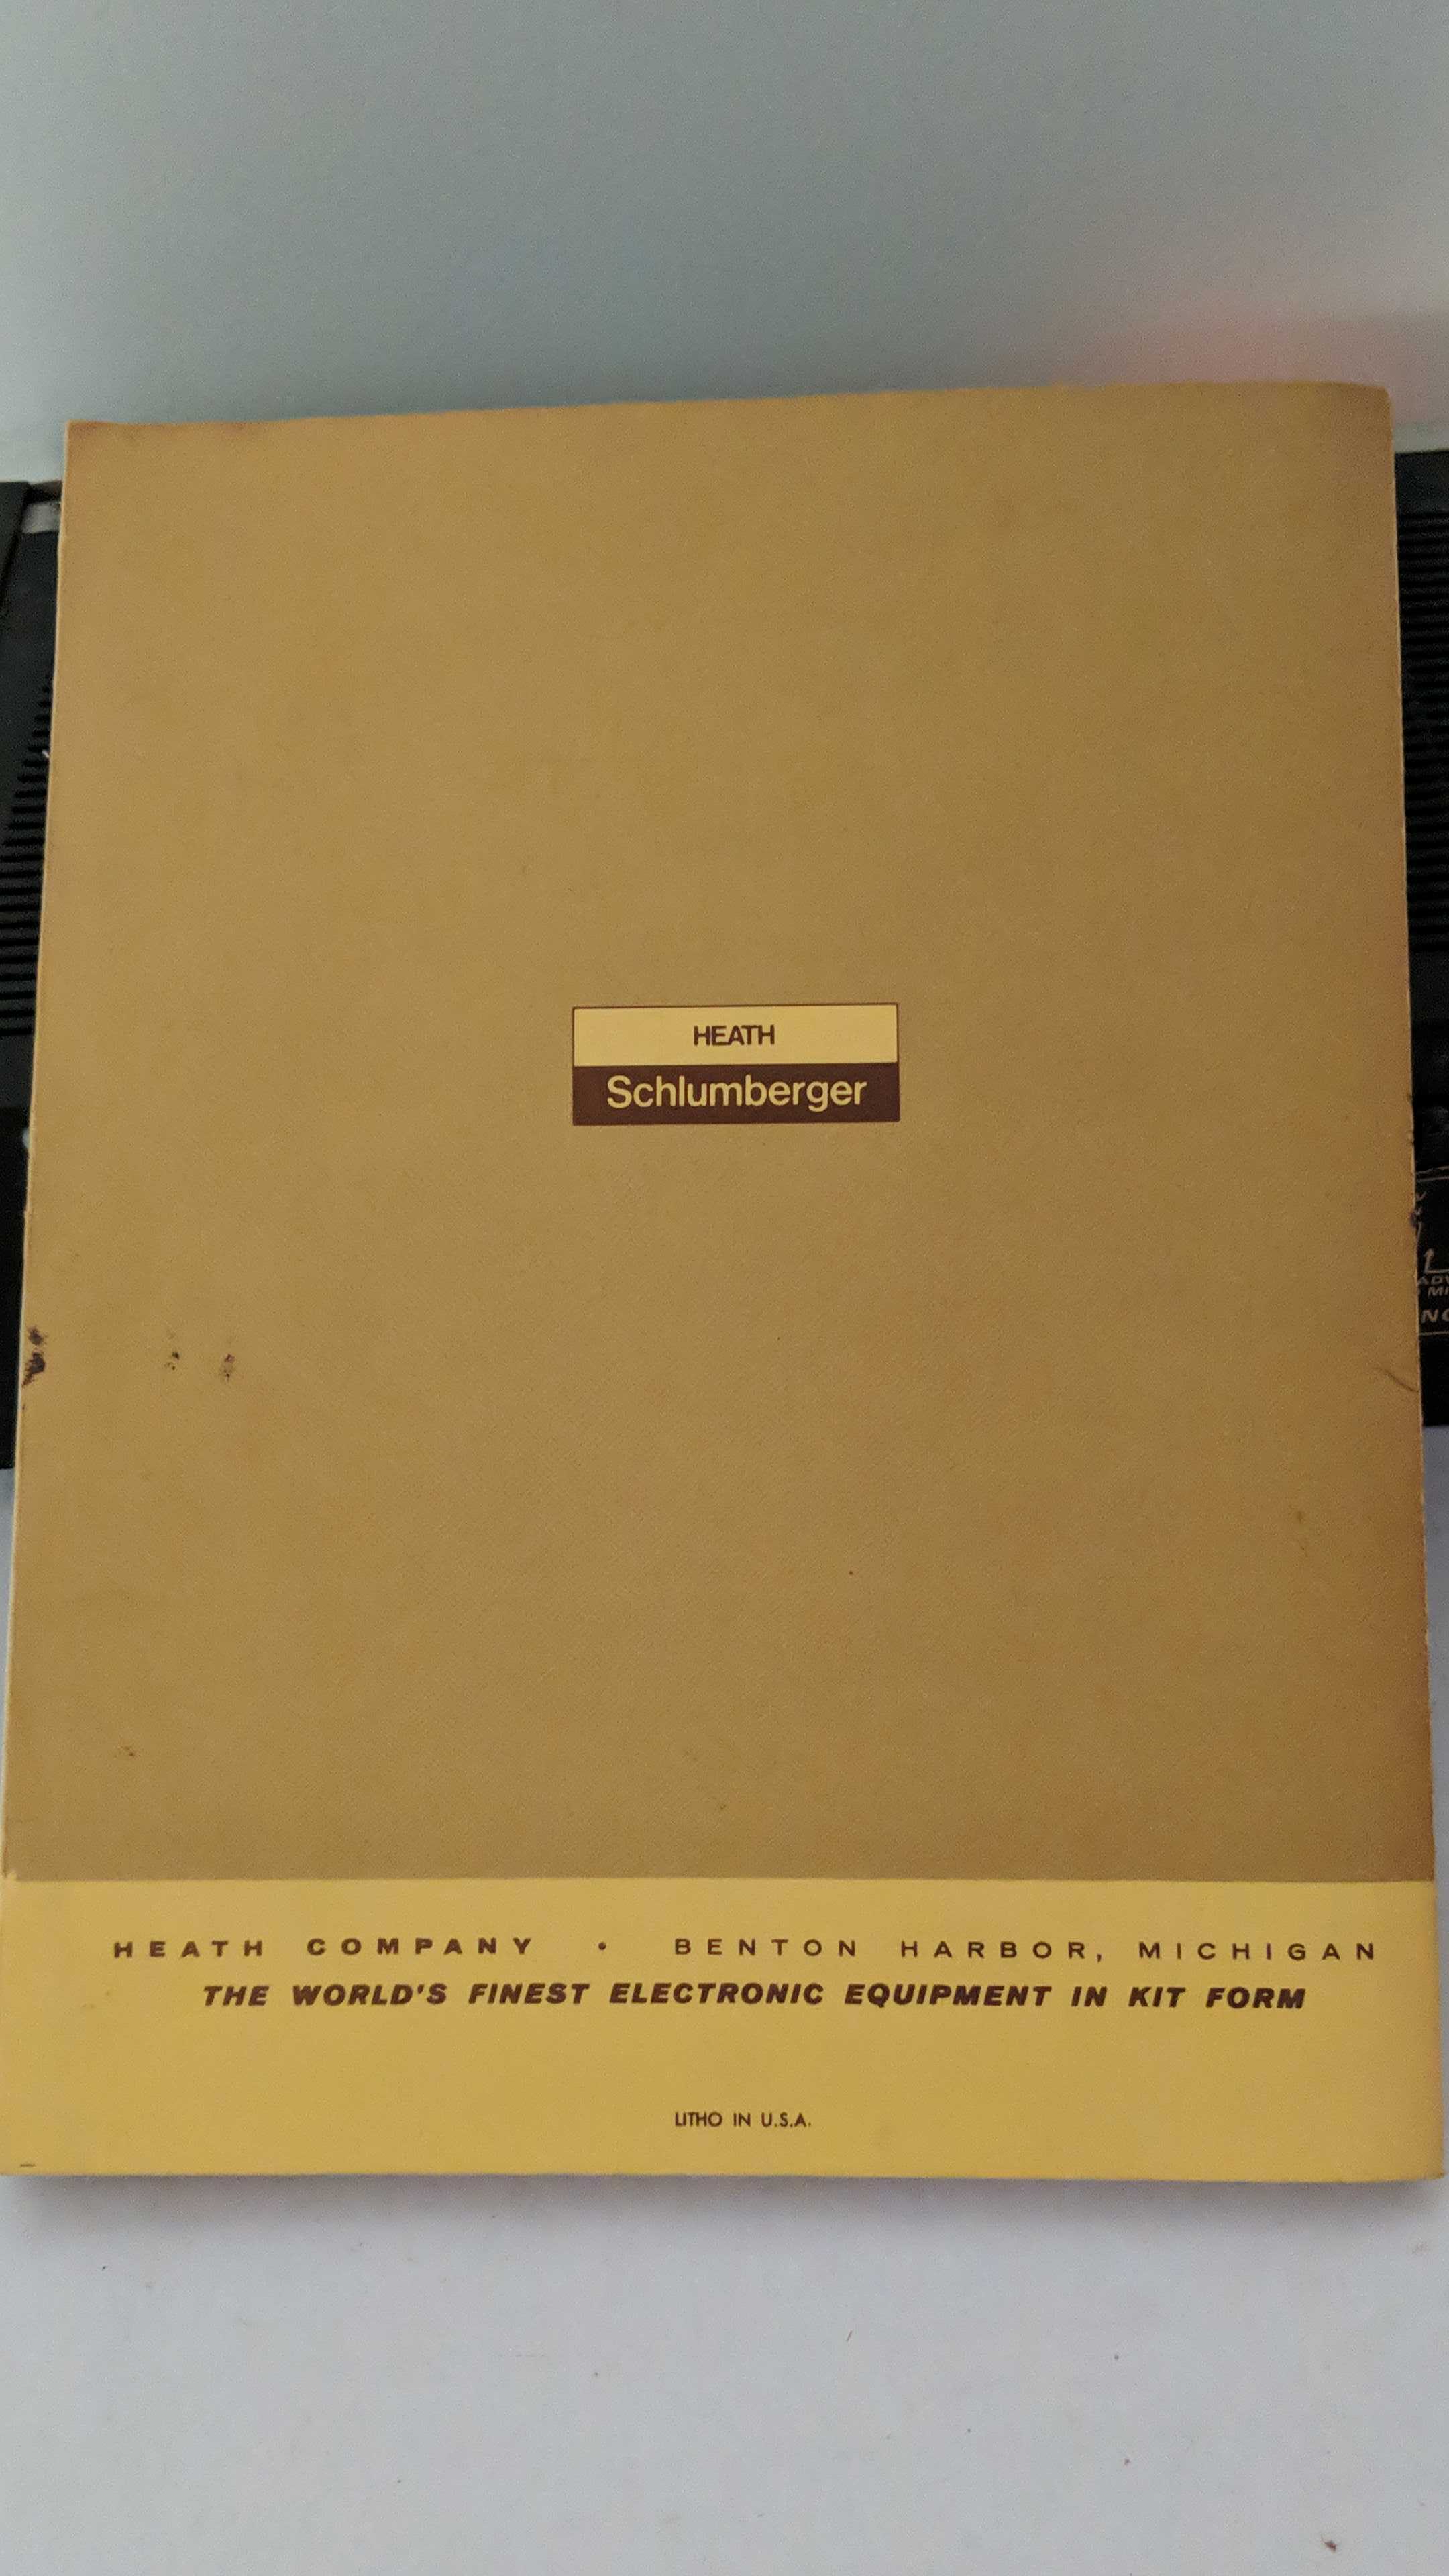 HEATH
Schlumberger
HEATH COMPANY • BENTON HARBOR, MICHIGAN
THE WORLD'S FINEST ELECTRONIC EQUIPMENT IN KIT FORM
LITHO IN U.S.A.